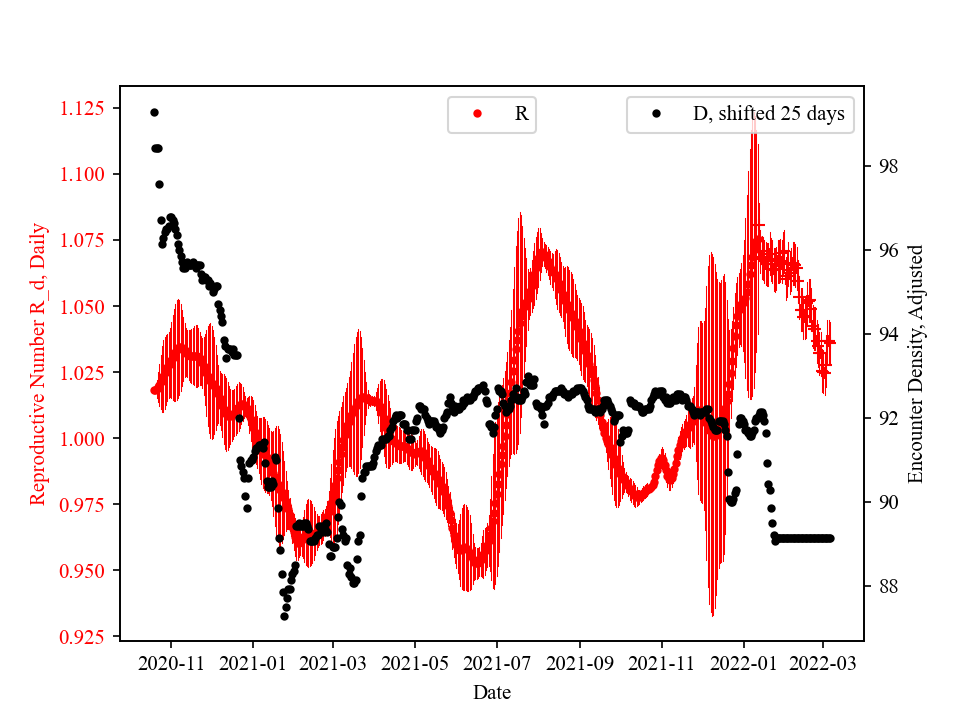 R
D, shifted 25 days
Reproductive Number R_d, Daily
1.125
1.100
1.075
1.050
1.025
1.000
0.975
0.950
0.925
98
96
94
92
90
88
Encounter Density, Adjusted
2020-11 2021-01 2021-03 2021-05 2021-07 2021-09 2021-11 2022-01 2022-03
Date